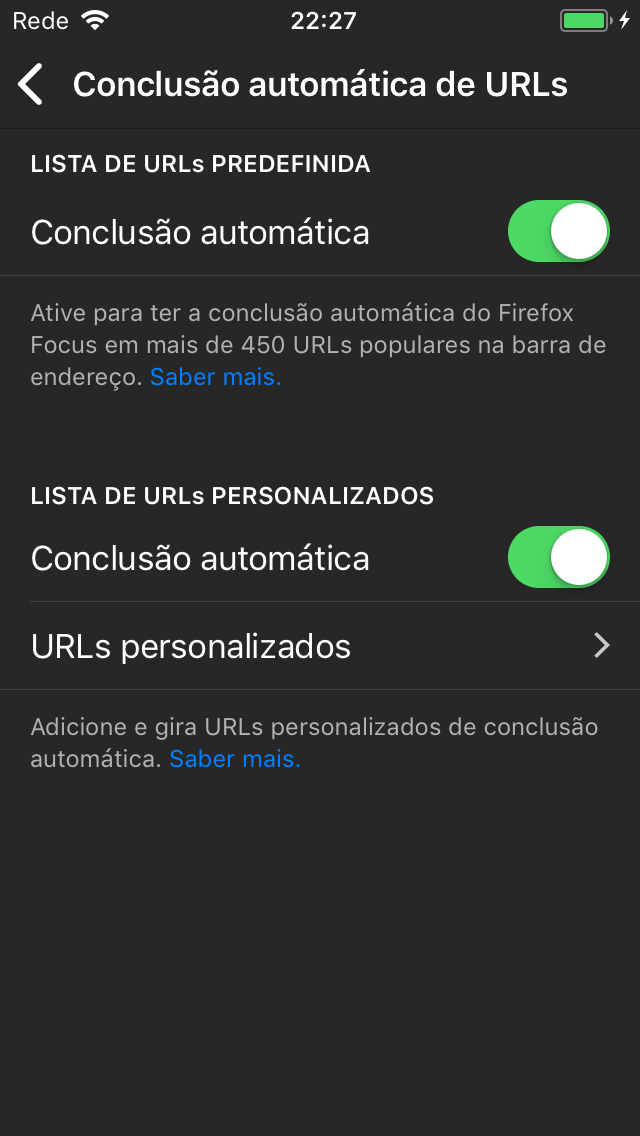 Rede 22:27
Conclusão automática de URLs
LISTA DE URLs PREDEFINIDA
Conclusão automática
Ative para ter a conclusão automática do Firefox
Focus em mais de 450 URLs populares na barra de
endereço. Saber mais.
LISTA DE URLs PERSONALIZADOS
Conclusão automática
URLs personalizados
Adicione e gira URLs personalizados de conclusão
automática. Saber mais.